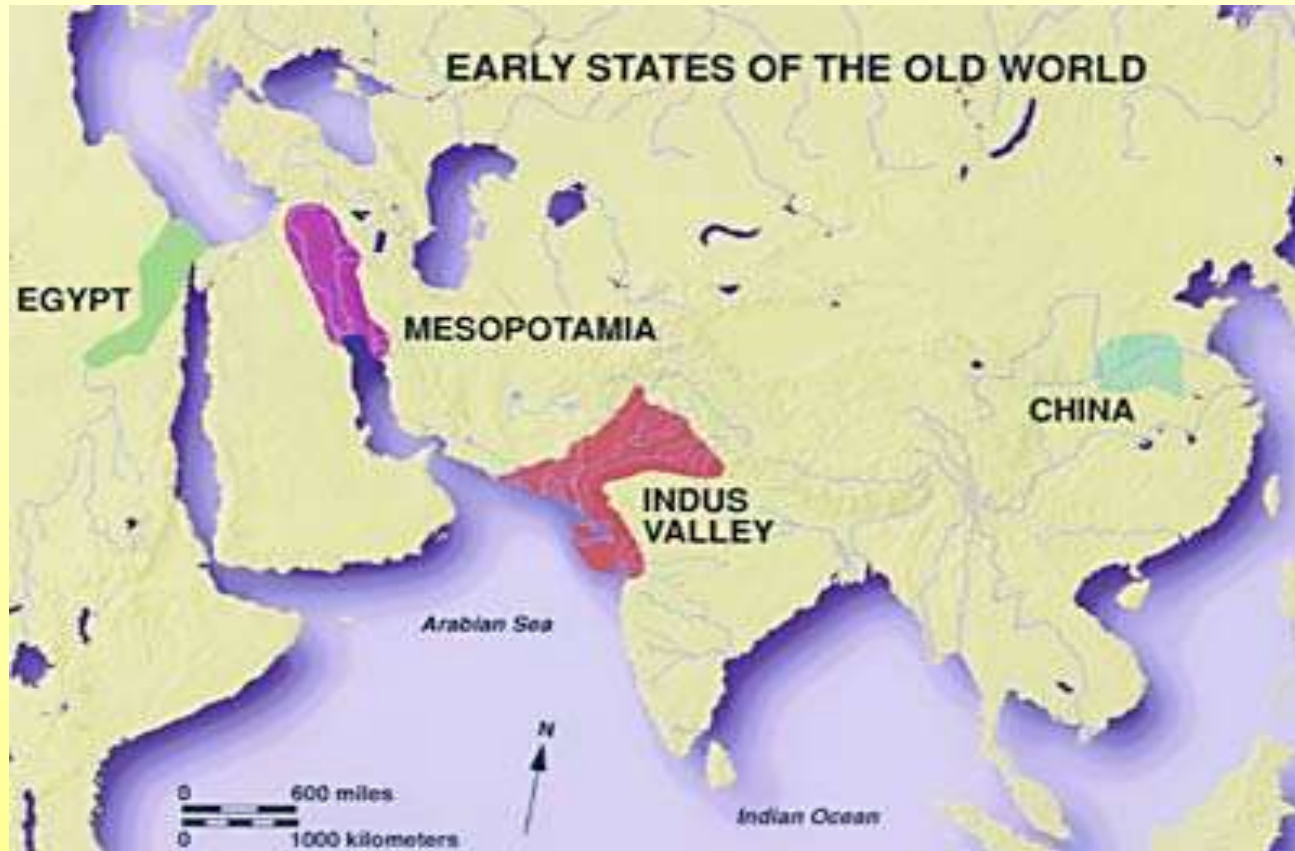 EARLY STATES OF THE OLD WORLD
EGYPT
MESOPOTAMIA
CHINA
INDUS
VALLEY
Arabian Sea
N
0 600 miles
0 1000 kilometers
Indian Ocean